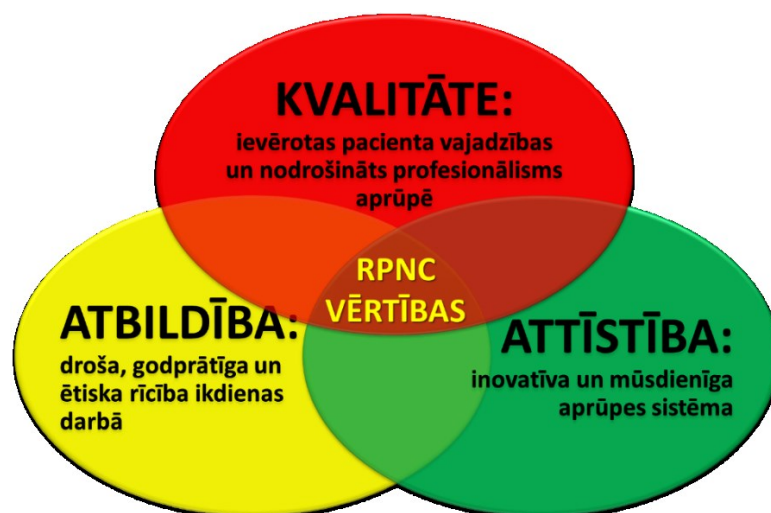 KVALITĀTE:
ievērotas pacienta vajadzības
un nodrošināts profesionālisms
aprūpē
RPNC
VĒRTĪBAS
ATBILDĪBA:
droša, godprātīga un
ētiska rīcība ikdienas
darbā
ATTĪSTĪBA:
inovatīva un mūsdienīga
aprūpes sistēma